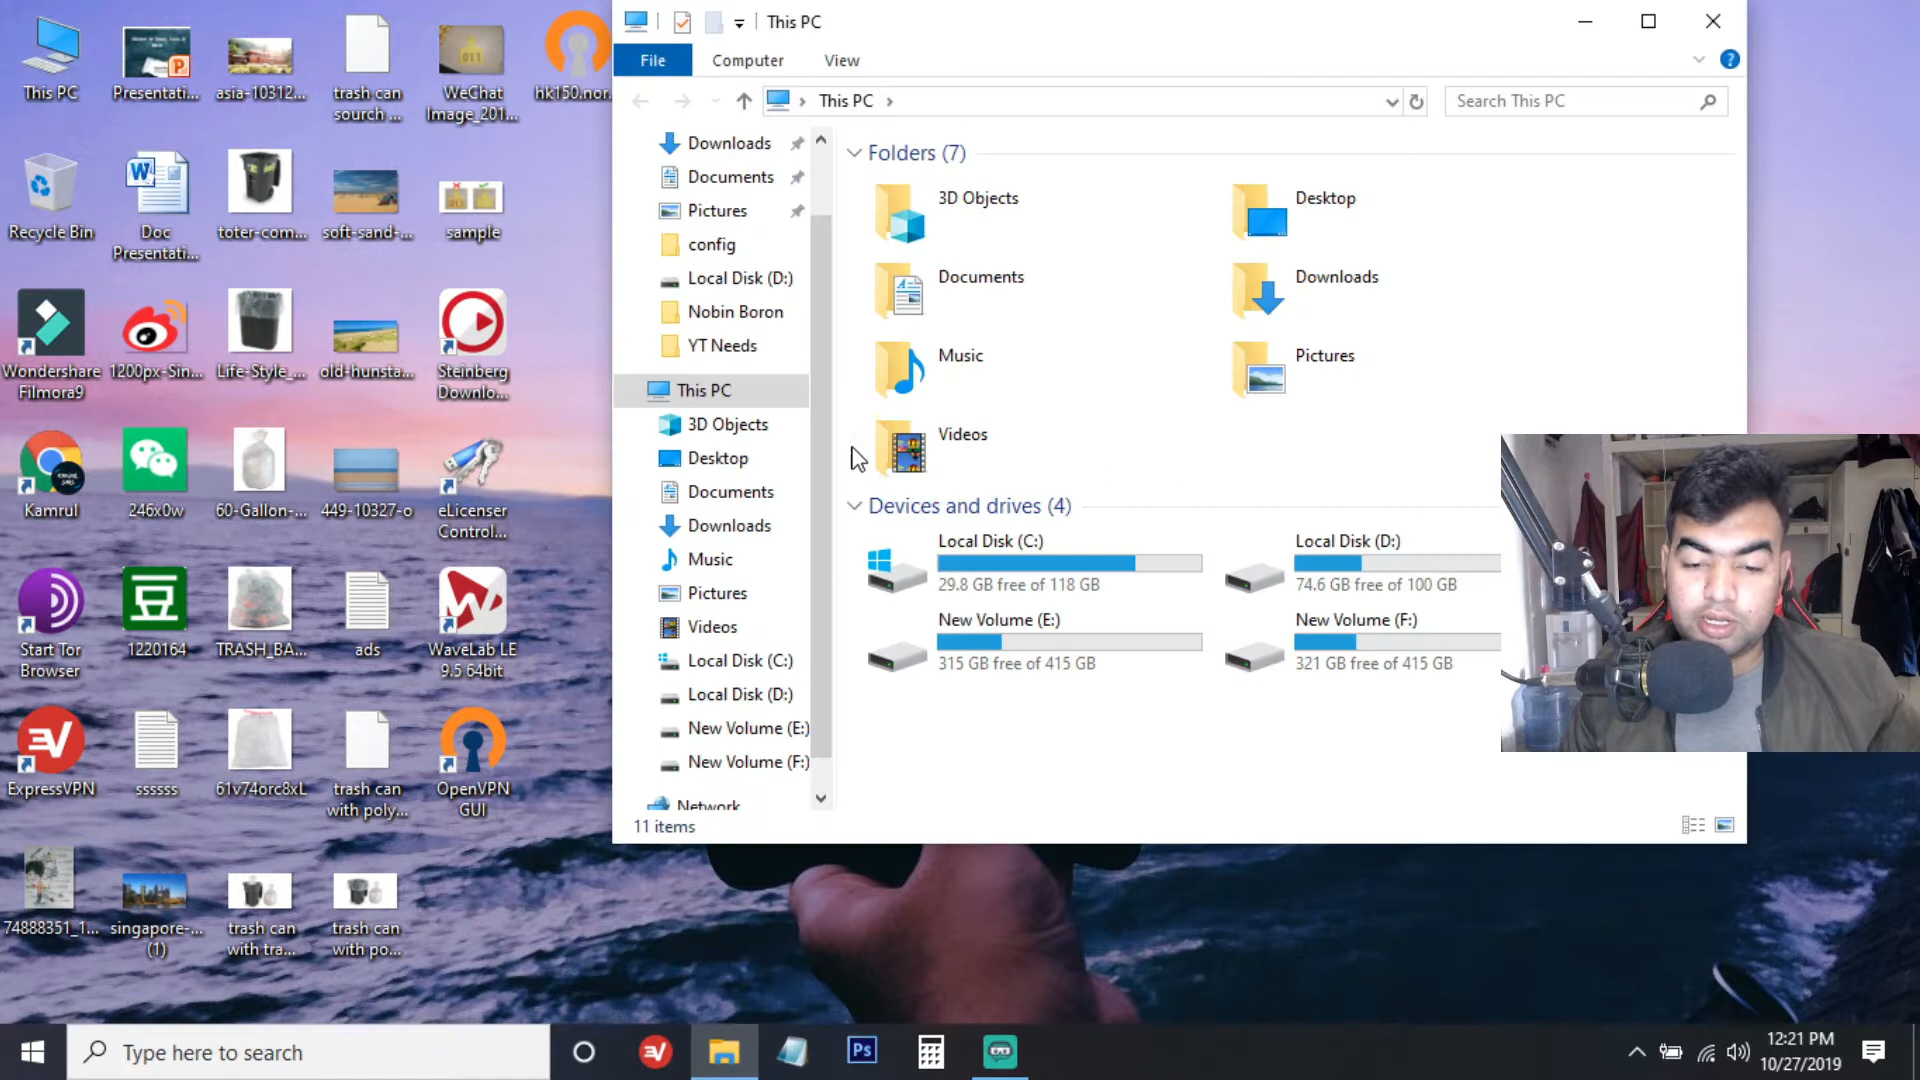 This PC
Presentati...
asia-10312...
trash can
sourch ...
WeChat
Image_201...
hk150.nor.
Recycle Bin
Doc
Presentati...
toter-com...
soft-sand-...
sample
Wondershare
Filmora9
1200px-Sin...
Life-Style_...
old-hunsta...
Steinberg
Downlo...
Kamrul
246x0w
60-Gallon-...
449-10327-o
eLicenser
Control...
Start Tor
Browser
1220164
TRASH_BA...
ads
WaveLab LE
9.5 64bit
ExpressVPN
ssssss
61v74orc8xL
trash can
with poly...
OpenVPN
GUI
74888351_1...
singapore-...
(1)
trash can
with tra...
trash can
with po...
豆
This PC
File
Computer
View
This PC
Search This PC
Downloads
Documents
Pictures
config
Local Disk (D:)
Nobin Boron
YT Needs
This PC
3D Objects
Desktop
Documents
Downloads
Music
Pictures
Videos
Local Disk (C:)
Local Disk (D:)
New Volume (E:)
New Volume (F:)
Network
Folders (7)
3D Objects
Desktop
Documents
Downloads
Music
Pictures
Videos
Devices and drives (4)
Local Disk (C:)
29.8 GB free of 118 GB
Local Disk (D:)
74.6 GB free of 100 GB
New Volume (E:)
315 GB free of 415 GB
New Volume (F:)
321 GB free of 415 GB
11 items
Type here to search
Ps
12:21 PM
10/27/2019